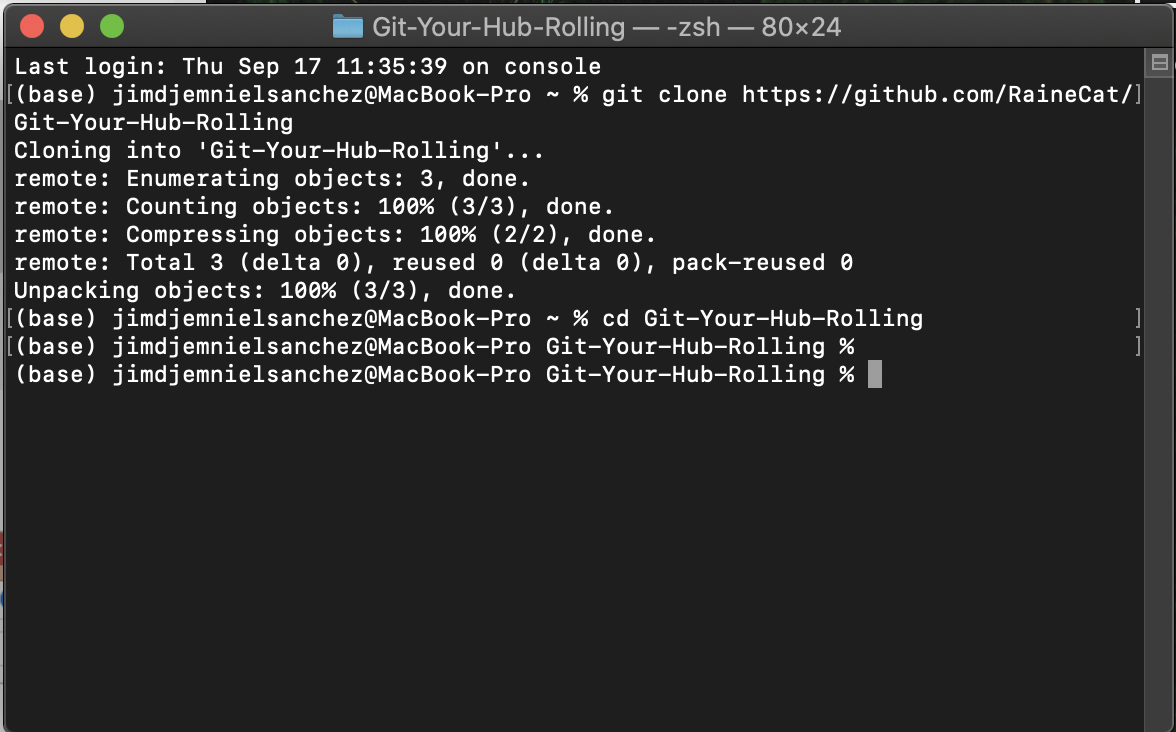 Git-Your-Hub-Rolling — -zsh — 80×24
Last login: Thu Sep 17 11:35:39 on console
[(base) jimdjemnielsanchez@MacBook-Pro ~ % git clone https://github.com/RaineCat/]
Git-Your-Hub-Rolling
Cloning into 'Git-Your-Hub-Rolling'...
remote: Enumerating objects: 3, done.
remote: Counting objects: 100% (3/3), done.
remote: Compressing objects: 100% (2/2), done.
remote: Total 3 (delta 0), reused 0 (delta 0), pack-reused 0
Unpacking objects: 100% (3/3), done.
[(base) jimdjemnielsanchez@MacBook-Pro ~ % cd Git-Your-Hub-Rolling ]
[(base) jimdjemnielsanchez@MacBook-Pro Git-Your-Hub-Rolling % ]
(base) jimdjemnielsanchez@MacBook-Pro Git-Your-Hub-Rolling %